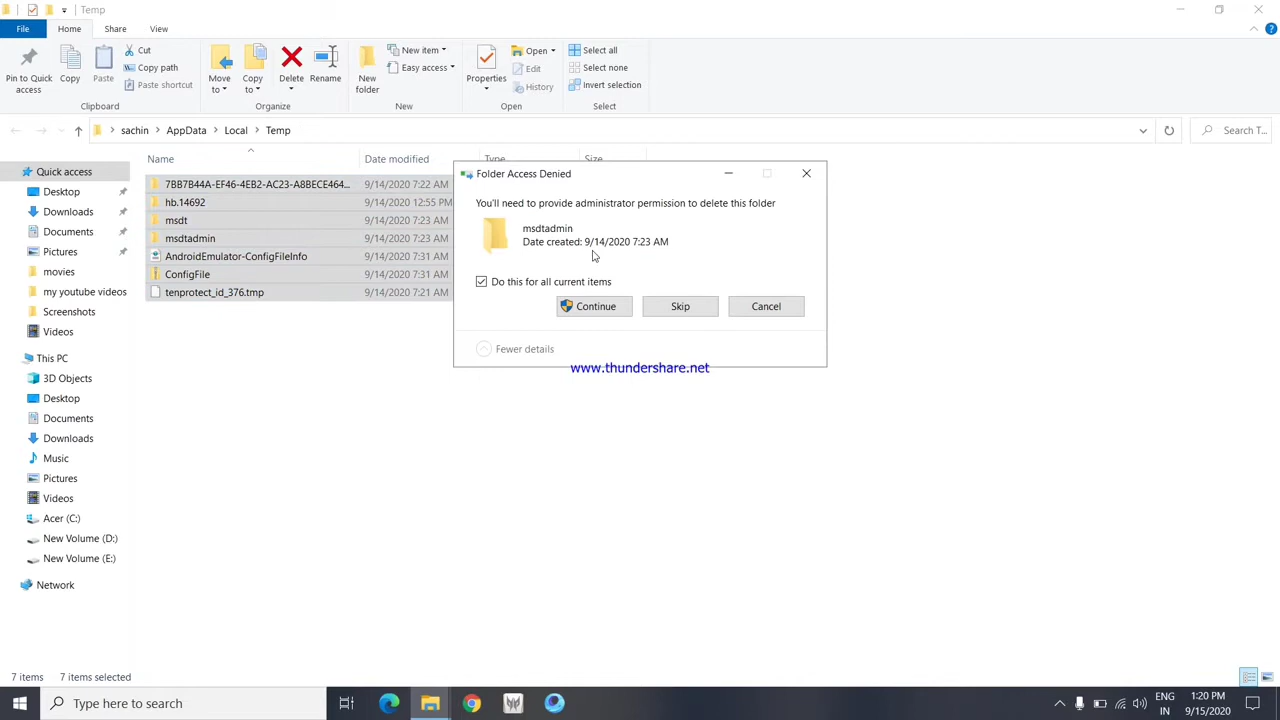 Temp
File
Home
Share
View
Pin to Quick access
Copy
Paste
Cut
Copy path
Paste shortcut
Clipboard
Move to
Copy to
Delete
Rename
Organize
New folder
New item
Easy access
New
Properties
Open
Edit
History
Open
Select all
Select none
Invert selection
Select
sachin
AppData
Local
Temp
Search T...
Name
Date modified
Type
Size
Quick access
Desktop
Downloads
Documents
Pictures
movies
my youtube videos
Screenshots
Videos
This PC
3D Objects
Desktop
Documents
Downloads
Music
Pictures
Videos
Acer (C:)
New Volume (D:)
New Volume (E:)
Network
7BB7B44A-EF46-4EB2-AC23-A8BECE464... 9/14/2020 7:22 AM
hb.14692 9/14/2020 12:55 PM
msdt 9/14/2020 7:23 AM
msdtadmin 9/14/2020 7:23 AM
AndroidEmulator-ConfigFileInfo 9/14/2020 7:31 AM
ConfigFile 9/14/2020 7:31 AM
tenprotect_id_376.tmp 9/14/2020 7:21 AM
Folder Access Denied
You'll need to provide administrator permission to delete this folder
msdtadmin
Date created: 9/14/2020 7:23 AM
Do this for all current items
Continue
Skip
Cancel
Fewer details
www.thundershare.net
7 items
7 items selected
Type here to search
ENG
IN
1:20 PM
9/15/2020